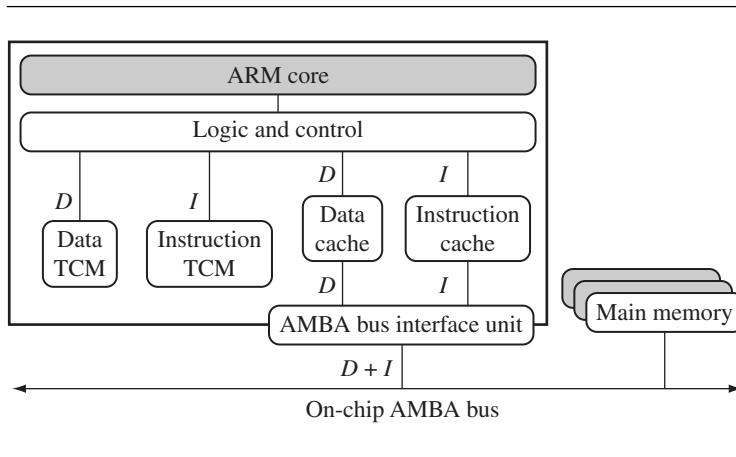 ARM core
Logic and control
D
I
D
I
Data
TCM
Instruction
TCM
Data
cache
Instruction
cache
D
I
AMBA bus interface unit
Main memory
D + I
On-chip AMBA bus